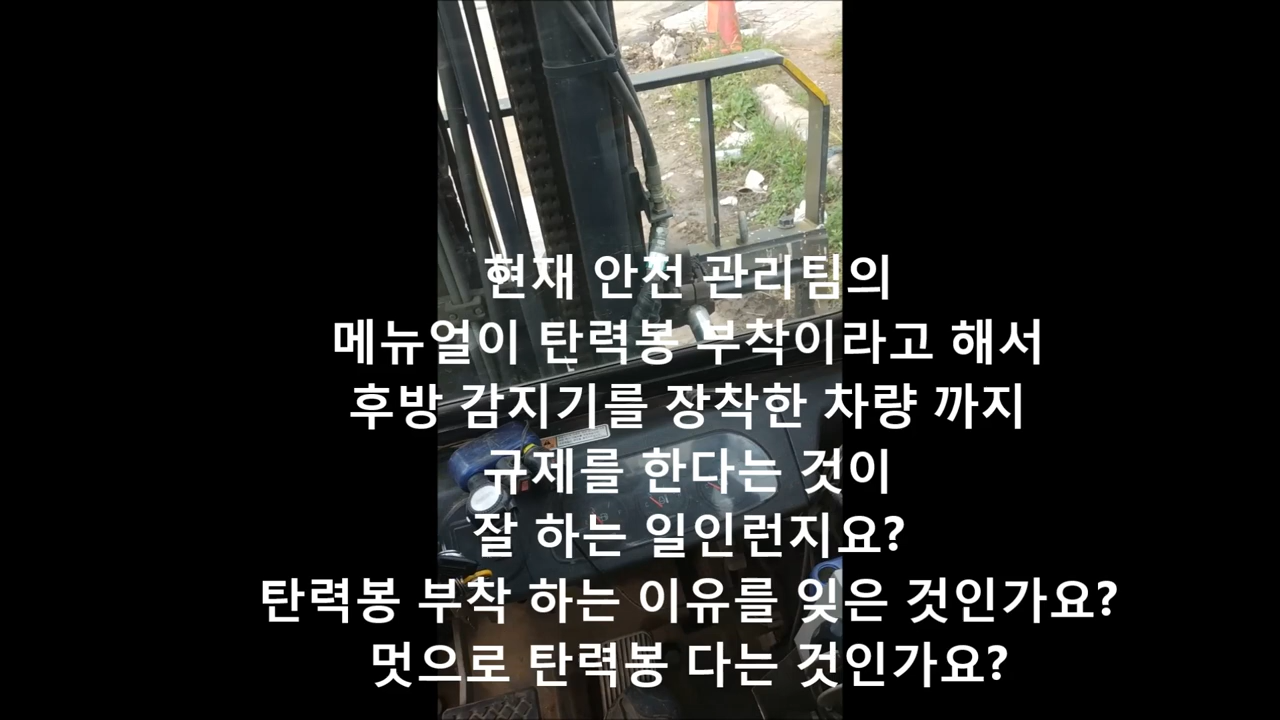 현재 안전 관리팀의
메뉴얼이 탄력봉 부착이라고 해서
후방 감지기를 장착한 차량 까지
규제를 한다는 것이
잘 하는 일인런지요?
탄력봉 부착 하는 이유를 잊은 것인가요?
멋으로 탄력봉 다는 것인가요?